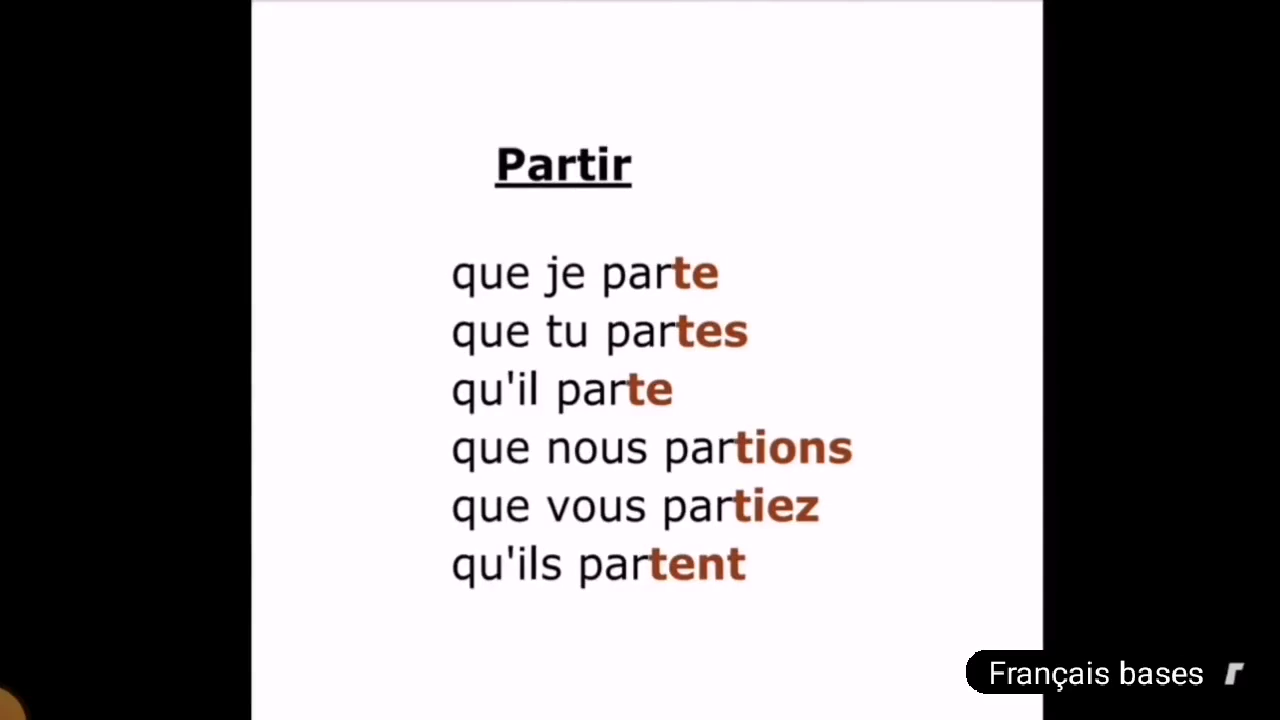 Partir
que je parte
que tu partes
qu'il parte
que nous partions
que vous partiez
qu'ils partent
Français bases